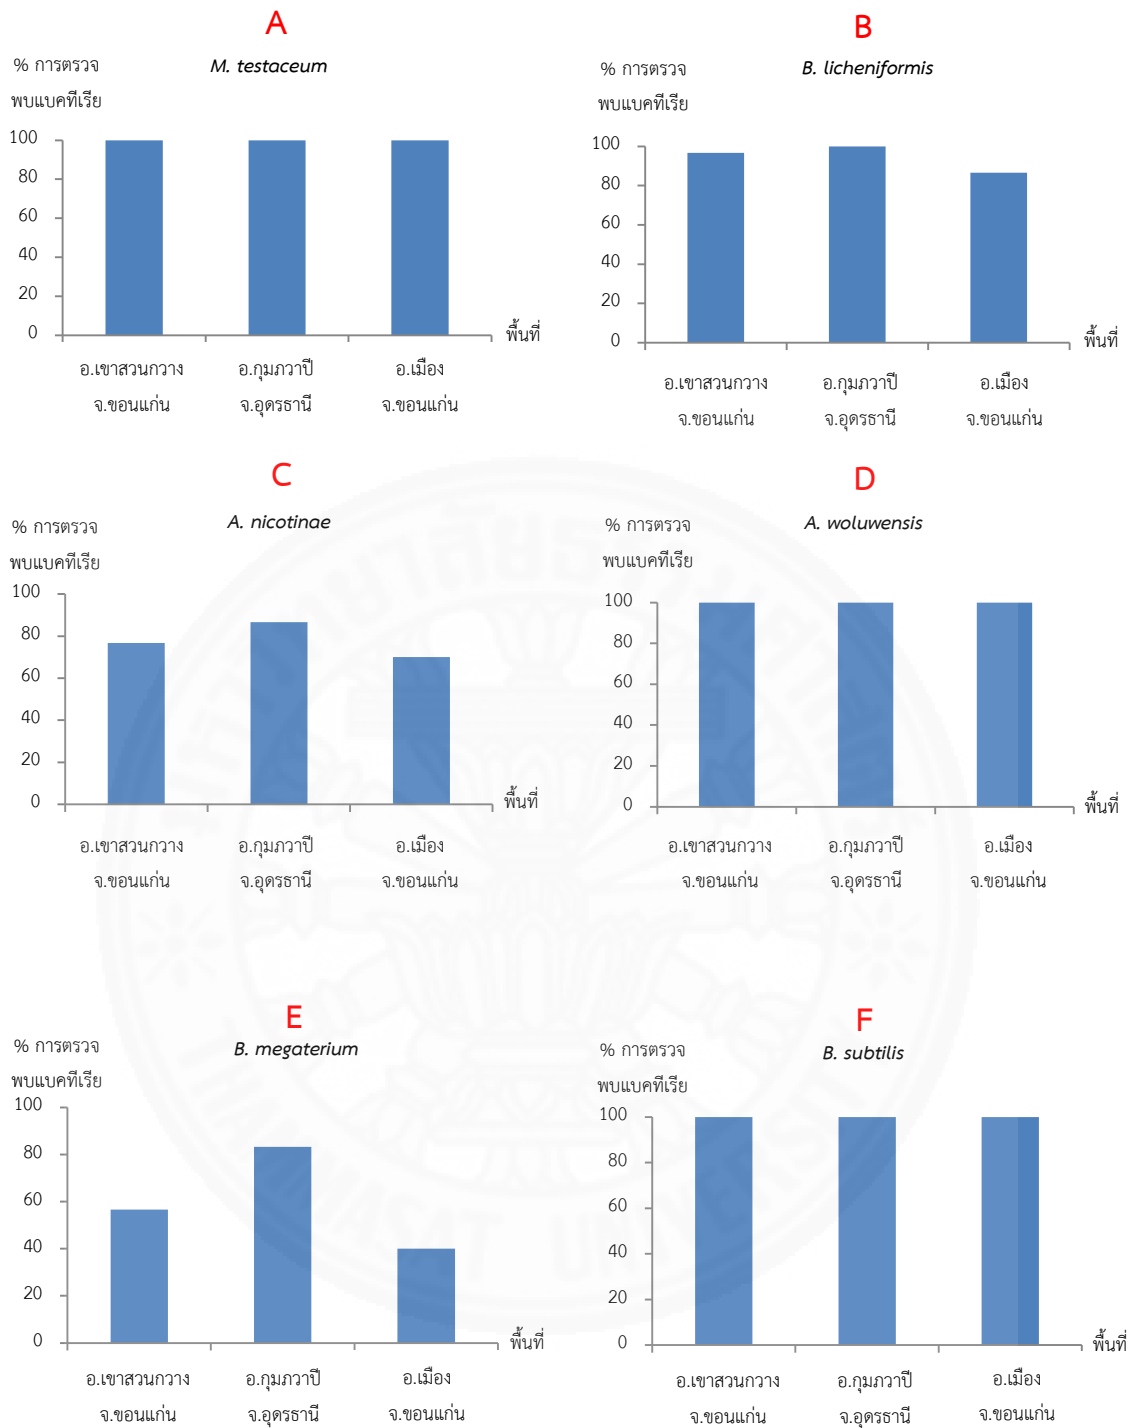 A
M. testaceum
% การตรวจ
พบแบคทีเรีย
100
80
60
40
20
0
พื้นที่
อ.เขาสวนกวาง อ.กุมภวาปี อ.เมือง
จ.ขอนแก่น จ.อุดรธานี จ.ขอนแก่น
B
B. licheniformis
% การตรวจ
พบแบคทีเรีย
100
80
60
40
20
0
พื้นที่
อ.เขาสวนกวาง อ.กุมภวาปี อ.เมือง
จ.ขอนแก่น จ.อุดรธานี จ.ขอนแก่น
C
A. nicotinae
% การตรวจ
พบแบคทีเรีย
100
80
60
40
20
0
พื้นที่
อ.เขาสวนกวาง อ.กุมภวาปี อ.เมือง
จ.ขอนแก่น จ.อุดรธานี จ.ขอนแก่น
D
A. woluwensis
% การตรวจ
พบแบคทีเรีย
100
80
60
40
20
0
พื้นที่
อ.เขาสวนกวาง อ.กุมภวาปี อ.เมือง
จ.ขอนแก่น จ.อุดรธานี จ.ขอนแก่น
E
B. megaterium
% การตรวจ
พบแบคทีเรีย
100
80
60
40
20
0
พื้นที่
อ.เขาสวนกวาง อ.กุมภวาปี อ.เมือง
จ.ขอนแก่น จ.อุดรธานี จ.ขอนแก่น
F
B. subtilis
% การตรวจ
พบแบคทีเรีย
100
80
60
40
20
0
พื้นที่
อ.เขาสวนกวาง อ.กุมภวาปี อ.เมือง
จ.ขอนแก่น จ.อุดรธานี จ.ขอนแก่น
มหาวิทยาลัยธรรมศาสตร์
THAMMASAT UNIVERSITY